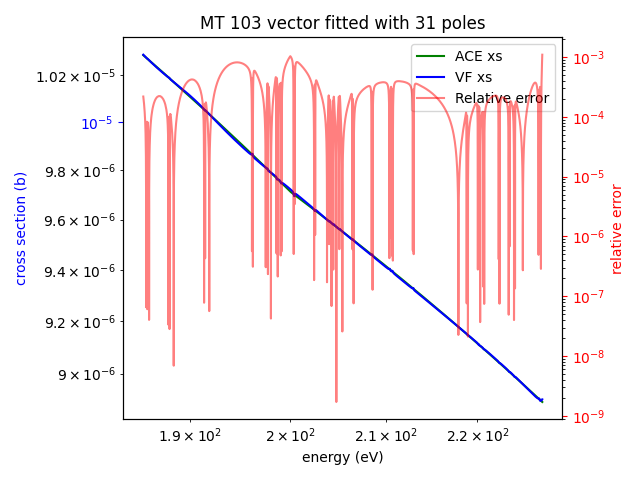 MT 103 vector fitted with 31 poles
ACE xs
VF xs
Relative error
cross section (b)
1.02 × 10⁻⁵
10⁻⁵
9.8 × 10⁻⁶
9.6 × 10⁻⁶
9.4 × 10⁻⁶
9.2 × 10⁻⁶
9 × 10⁻⁶
10⁻³
10⁻⁴
10⁻⁵
10⁻⁶
10⁻⁷
10⁻⁸
10⁻⁹
relative error
1.9 × 10² 2 × 10² 2.1 × 10² 2.2 × 10²
energy (eV)